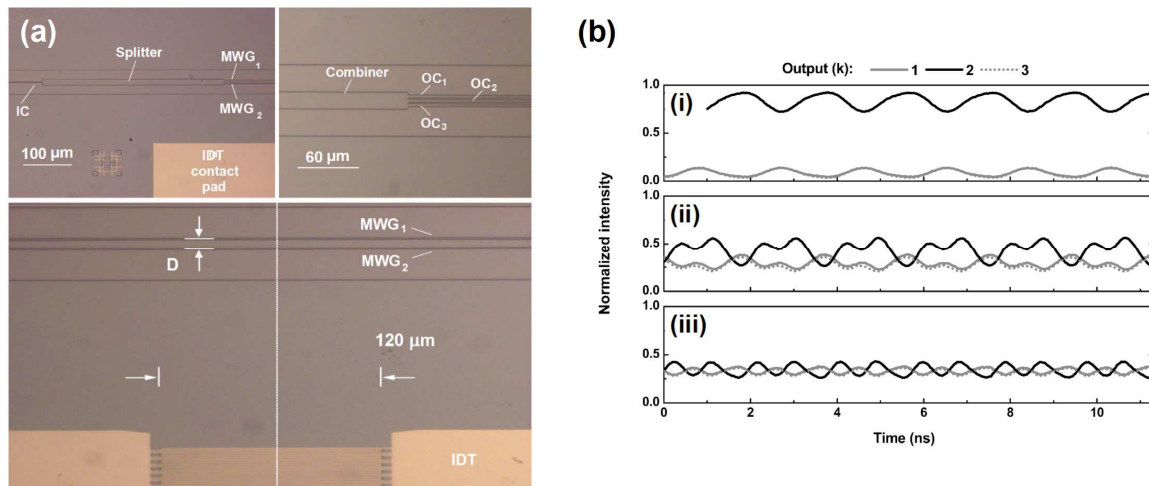 (a)
Splitter
MWG1
IC
MWG2
100 µm
IDT
contact
pad
Combiner
OC1
OC2
OC3
60 µm
MWG1
D
MWG2
120 µm
IDT
(b)
Output (k): 1 2 3
(i)
1.0
0.5
0.0
(ii)
1.0
0.5
0.0
(iii)
1.0
0.5
0.0
0 2 4 6 8 10
Time (ns)
Normalized intensity